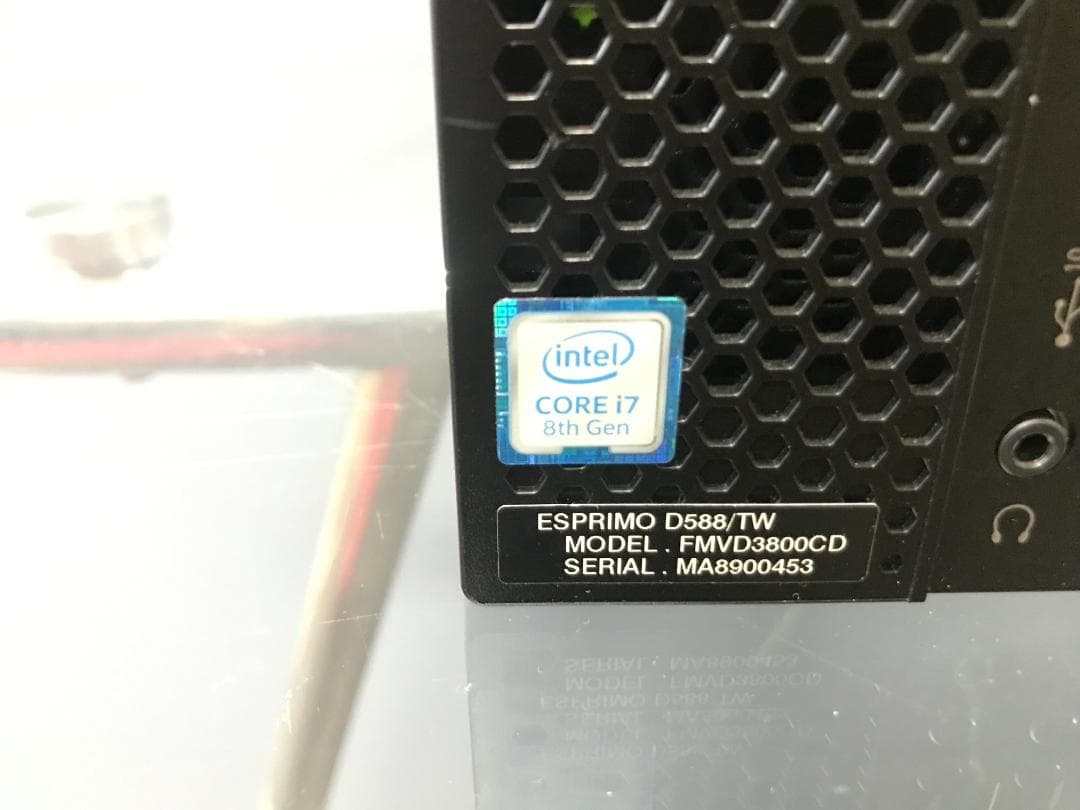 intel
CORE i7
8th Gen
ESPRIMO D588/TW
MODEL . FMVD3800CD
SERIAL . MA8900453